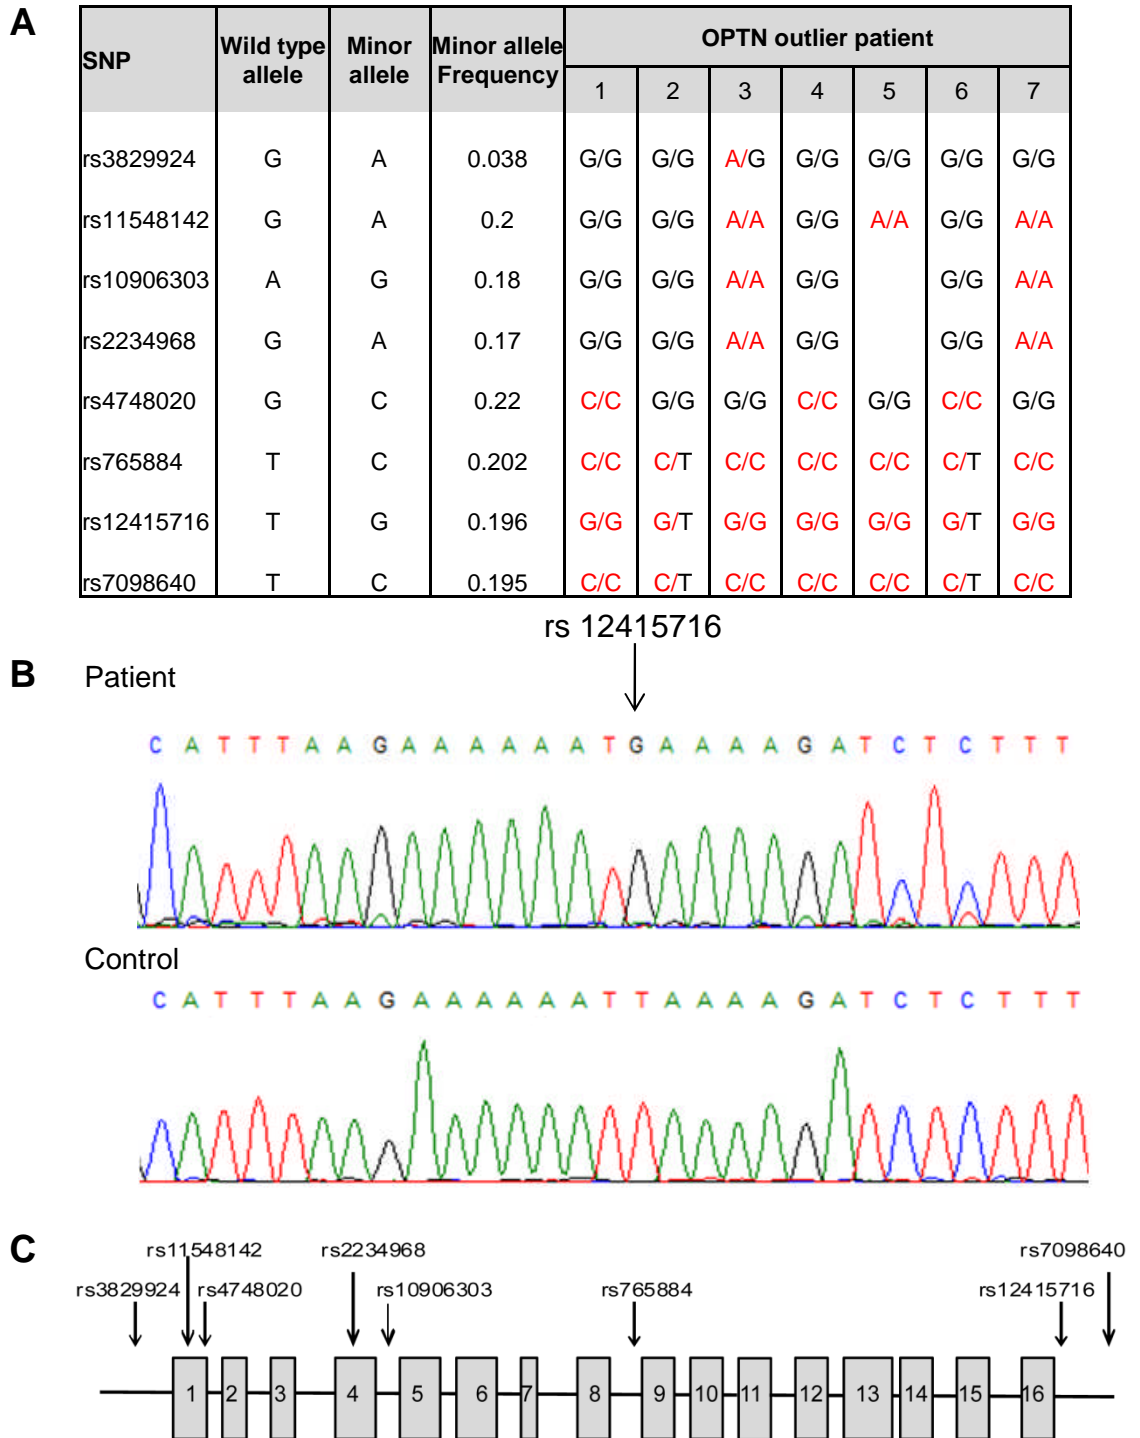 A
SNP Wild type allele Minor allele Minor allele Frequency OPTN outlier patient
1 2 3 4 5 6 7
rs3829924 G A 0.038 G/G G/G A/G G/G G/G G/G G/G
rs11548142 G A 0.2 G/G G/G A/A G/G A/A G/G A/A
rs10906303 A G 0.18 G/G G/G A/A G/G G/G A/A
rs2234968 G A 0.17 G/G G/G A/A G/G G/G A/A
rs4748020 G C 0.22 C/C G/G G/G C/C G/G C/C G/G
rs765884 T C 0.202 C/C C/T C/C C/C C/C C/T C/C
rs12415716 T G 0.196 G/G G/T G/G G/G G/G G/T G/G
rs7098640 T C 0.195 C/C C/T C/C C/C C/C C/T C/C
rs 12415716
B Patient
C A T T T A A G A A A A A A T G A A A A G A T C T C T T T
Control
C A T T T A A G A A A A A A T T A A A A G A T C T C T T T
C
rs11548142 rs2234968 rs7098640
rs3829924 rs4748020 rs10906303 rs765884 rs12415716
1 2 3 4 5 6 7 8 9 10 11 12 13 14 15 16